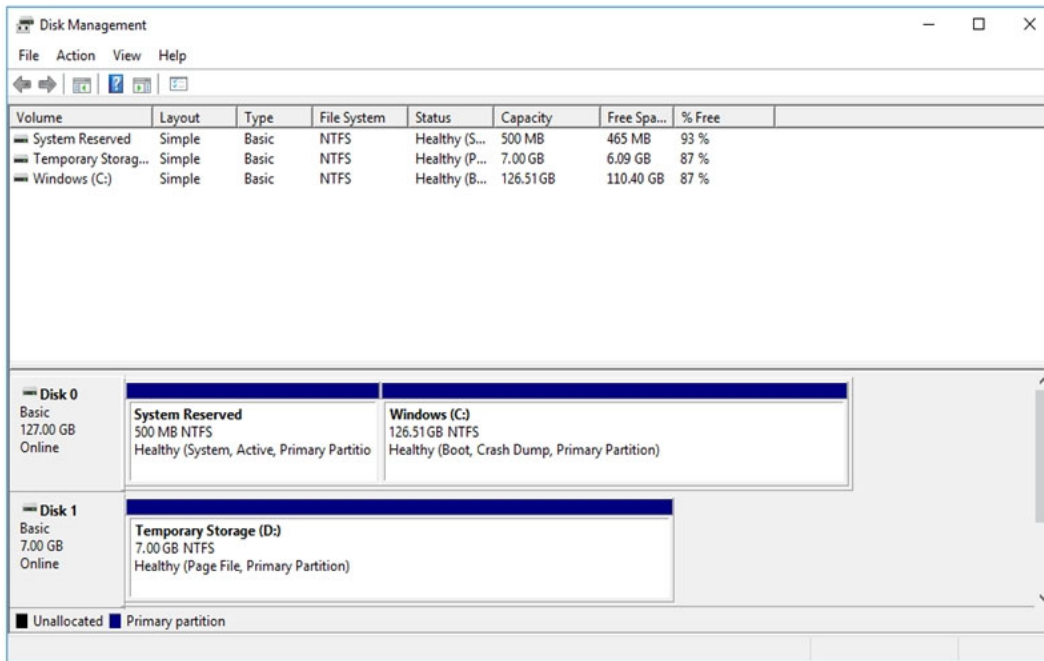 Disk Management
File Action View Help
Volume Layout Type File System Status Capacity Free Spa... % Free
System Reserved Simple Basic NTFS Healthy (S... 500 MB 465 MB 93 %
Temporary Storag... Simple Basic NTFS Healthy (P... 7.00 GB 6.09 GB 87 %
Windows (C:) Simple Basic NTFS Healthy (B... 126.51 GB 110.40 GB 87 %
Disk 0
Basic
127.00 GB
Online
System Reserved
500 MB NTFS
Healthy (System, Active, Primary Partitio
Windows (C:)
126.51 GB NTFS
Healthy (Boot, Crash Dump, Primary Partition)
Disk 1
Basic
7.00 GB
Online
Temporary Storage (D:)
7.00 GB NTFS
Healthy (Page File, Primary Partition)
Unallocated Primary partition